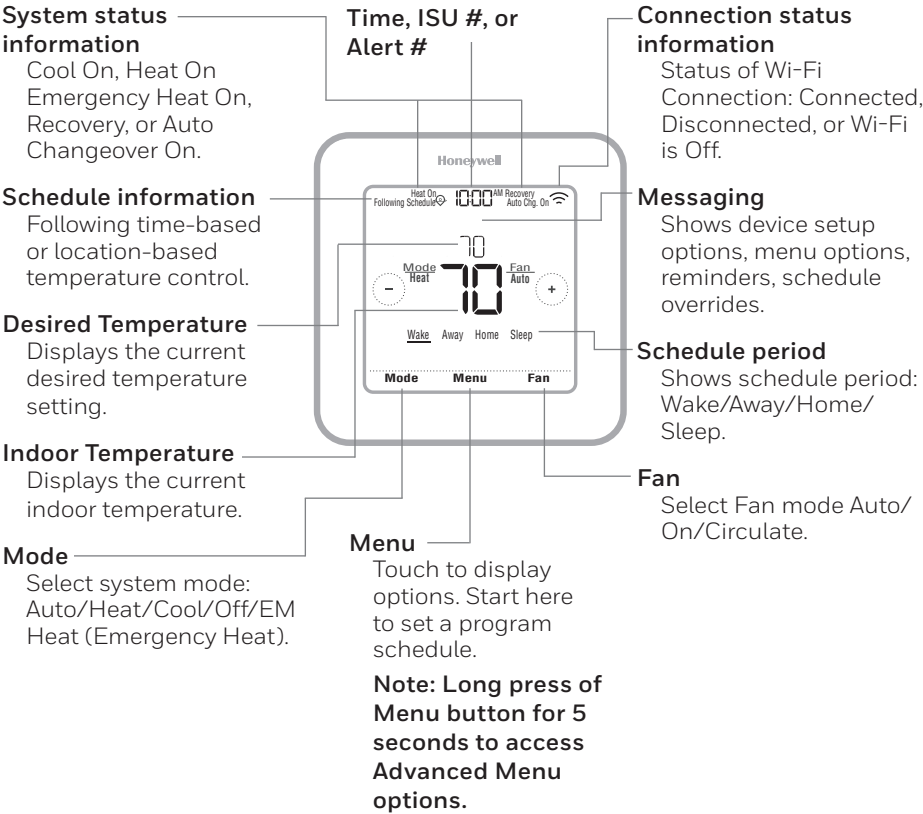 System status
information
Cool On, Heat On
Emergency Heat On,
Recovery, or Auto
Changeover On.
Schedule information
Following time-based
or location-based
temperature control.
Desired Temperature
Displays the current
desired temperature
setting.
Indoor Temperature
Displays the current
indoor temperature.
Mode
Select system mode:
Auto/Heat/Cool/Off/EM
Heat (Emergency Heat).
Time, ISU #, or
Alert #
Honeywell
Heat On 10:00 AM Recovery
Following Schedule Auto Chg. On
70
Mode 70 Fan
Heat Auto
- +
Wake Away Home Sleep
Mode Menu Fan
Menu
Touch to display
options. Start here
to set a program
schedule.
Note: Long press of
Menu button for 5
seconds to access
Advanced Menu
options.
Connection status
information
Status of Wi-Fi
Connection: Connected,
Disconnected, or Wi-Fi
is Off.
Messaging
Shows device setup
options, menu options,
reminders, schedule
overrides.
Schedule period
Shows schedule period:
Wake/Away/Home/
Sleep.
Fan
Select Fan mode Auto/
On/Circulate.